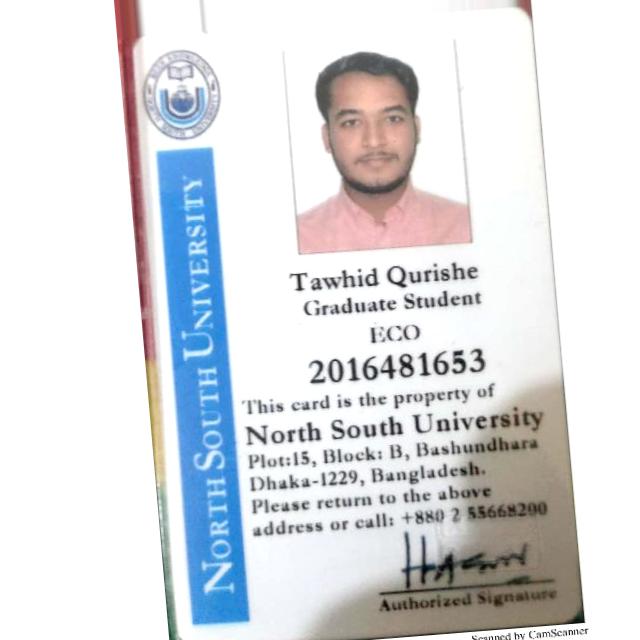 NORTH SOUTH UNIVERSITY
Tawhid Qurishe
Graduate Student
ECO
2016481653
This card is the property of
North South University
Plot:15, Block: B, Bashundhara
Dhaka-1229, Bangladesh.
Please return to the above
address or call: +880 2 55668200
Authorized Signature
Scanned by CamScanner